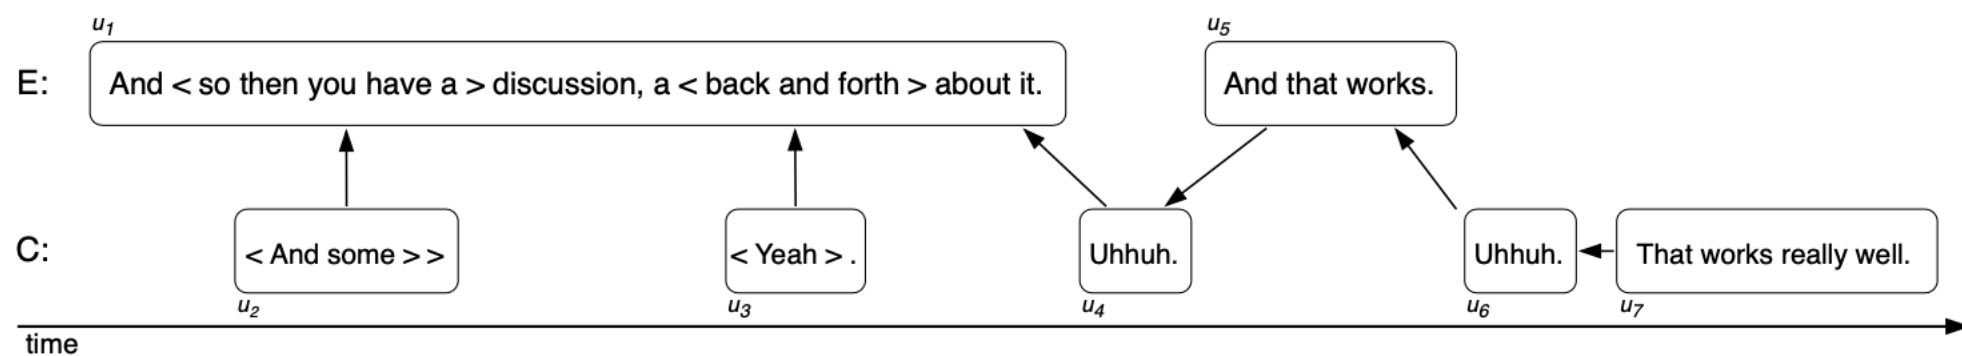 u1 u5
E: And < so then you have a > discussion, a < back and forth > about it. And that works.
C: < And some > > < Yeah > . Uhhuh. Uhhuh. That works really well.
u2 u3 u4 u6 u7
time